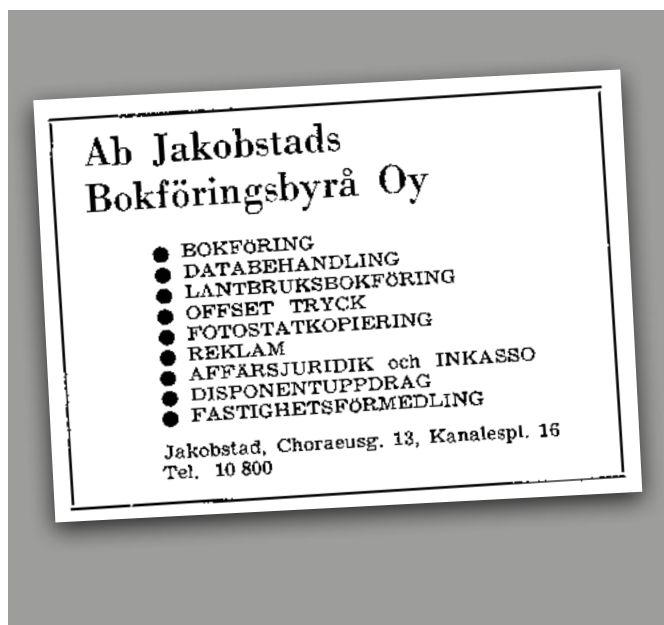 Ab Jakobstads
Bokföringsbyrå Oy
● BOKFÖRING
● DATABEHANDLING
● LANTBRUKSBOKFÖRING
● OFFSET TRYCK
● FOTOSTATKOPIERING
● REKLAM
● AFFÄRSJURIDIK och INKASSO
● DISPONENTUPPDRAG
● FASTIGHETSFÖRMEDLING
Jakobstad, Choraeusg. 13, Kanalespl. 16
Tel. 10 800